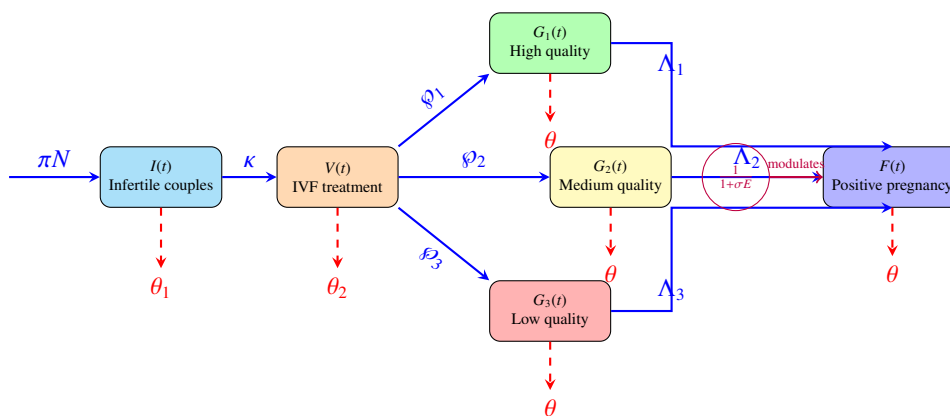 G₁(t)
High quality
Λ₁
℘₁
θ
πN
I(t)
Infertile couples
κ
V(t)
IVF treatment
℘₂
G₂(t)
Medium quality
Λ₂
1
1+σE
modulates
F(t)
Positive pregnancy
℘₃
θ₁
θ₂
θ
θ
G₃(t)
Low quality
Λ₃
θ